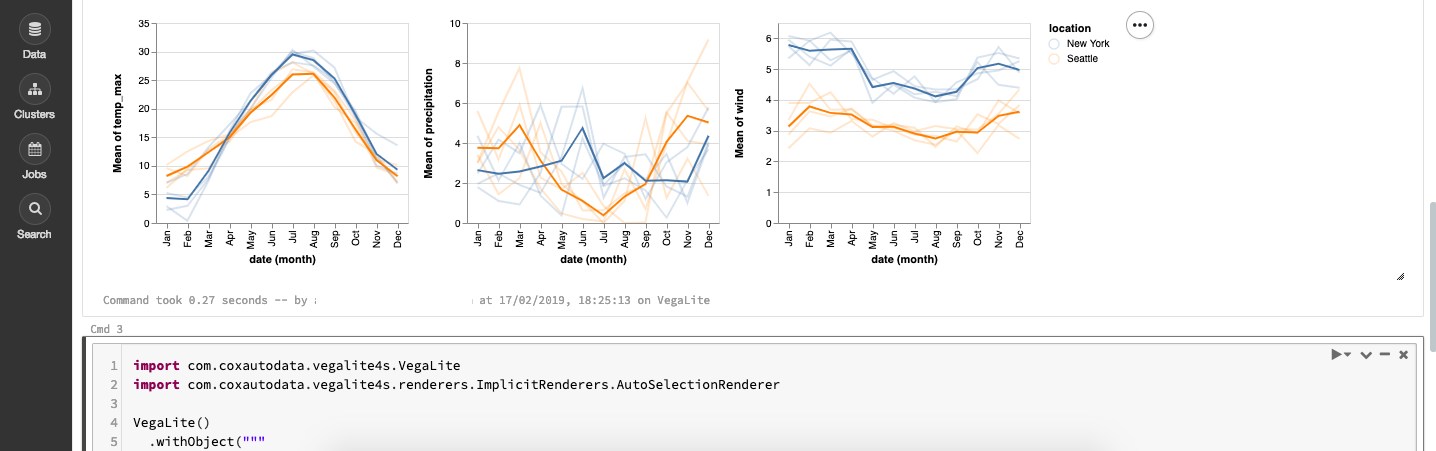 Data
Clusters
Jobs
Search
35
30
25
20
15
10
5
0
Mean of temp_max
Jan
Feb
Mar
Apr
May
Jun
Jul
Aug
Sep
Oct
Nov
Dec
date (month)
10
8
6
4
2
0
Mean of precipitation
Jan
Feb
Mar
Apr
May
Jun
Jul
Aug
Sep
Oct
Nov
Dec
date (month)
6
5
4
3
2
1
0
Mean of wind
Jan
Feb
Mar
Apr
May
Jun
Jul
Aug
Sep
Oct
Nov
Dec
date (month)
location
New York
Seattle
Command took 0.27 seconds -- by at 17/02/2019, 18:25:13 on VegaLite
Cmd 3
1 import com.coxautodata.vegalite4s.VegaLite
2 import com.coxautodata.vegalite4s.renderers.ImplicitRenderers.AutoSelectionRenderer
3
4 VegaLite()
5 .withObject("""